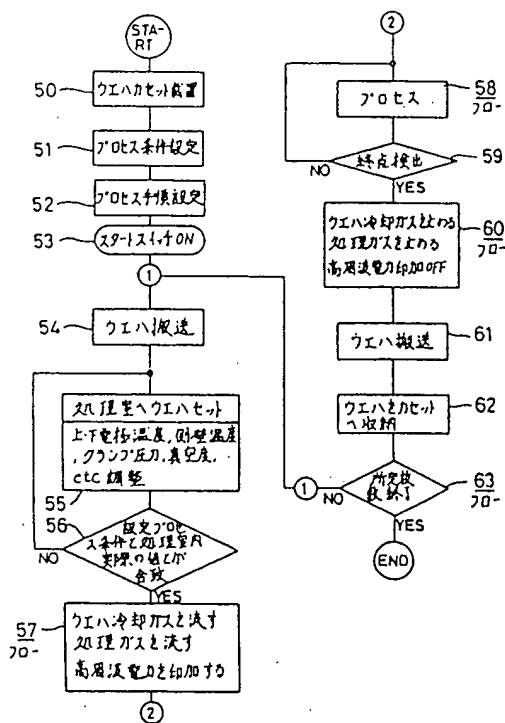 STA-
RT
50
ウエハカセット載置
51
プロセス条件設定
52
プロセス手順設定
53
スタートスイッチON
1
54
ウエハ搬送
処理室へウエハセット
上下電極温度,側壁温度
,クランプ圧力,真空度,
etc 調整
55
56
設定プロセ
ス条件と処理室内
実際の値とが
合致
NO
YES
57
フロー
ウエハ冷却ガスを流す
処理ガスを流す
高周波電力を印加する
2
2
プロセス
58
フロー
終点検出
59
NO
YES
ウエハ冷却ガスを止める
処理ガスを止める
高周波電力印加OFF
60
フロー
ウエハ搬送
61
ウエハをカセット
へ収納
62
所定枚
数終了
63
フロー
1
NO
YES
END